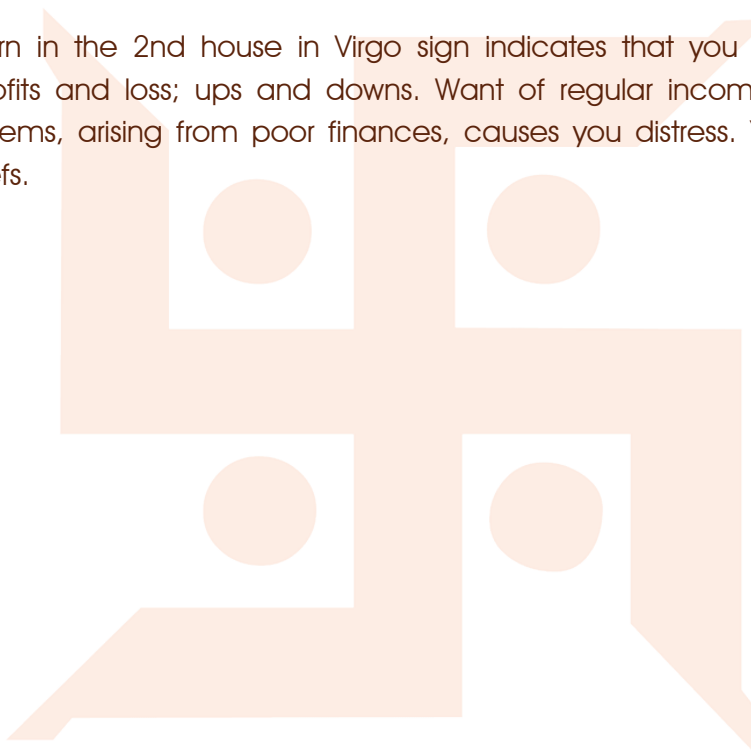 rn in the 2nd house in Virgo sign indicates that you
ofits and loss; ups and downs. Want of regular incom
ems, arising from poor finances, causes you distress.
efs.